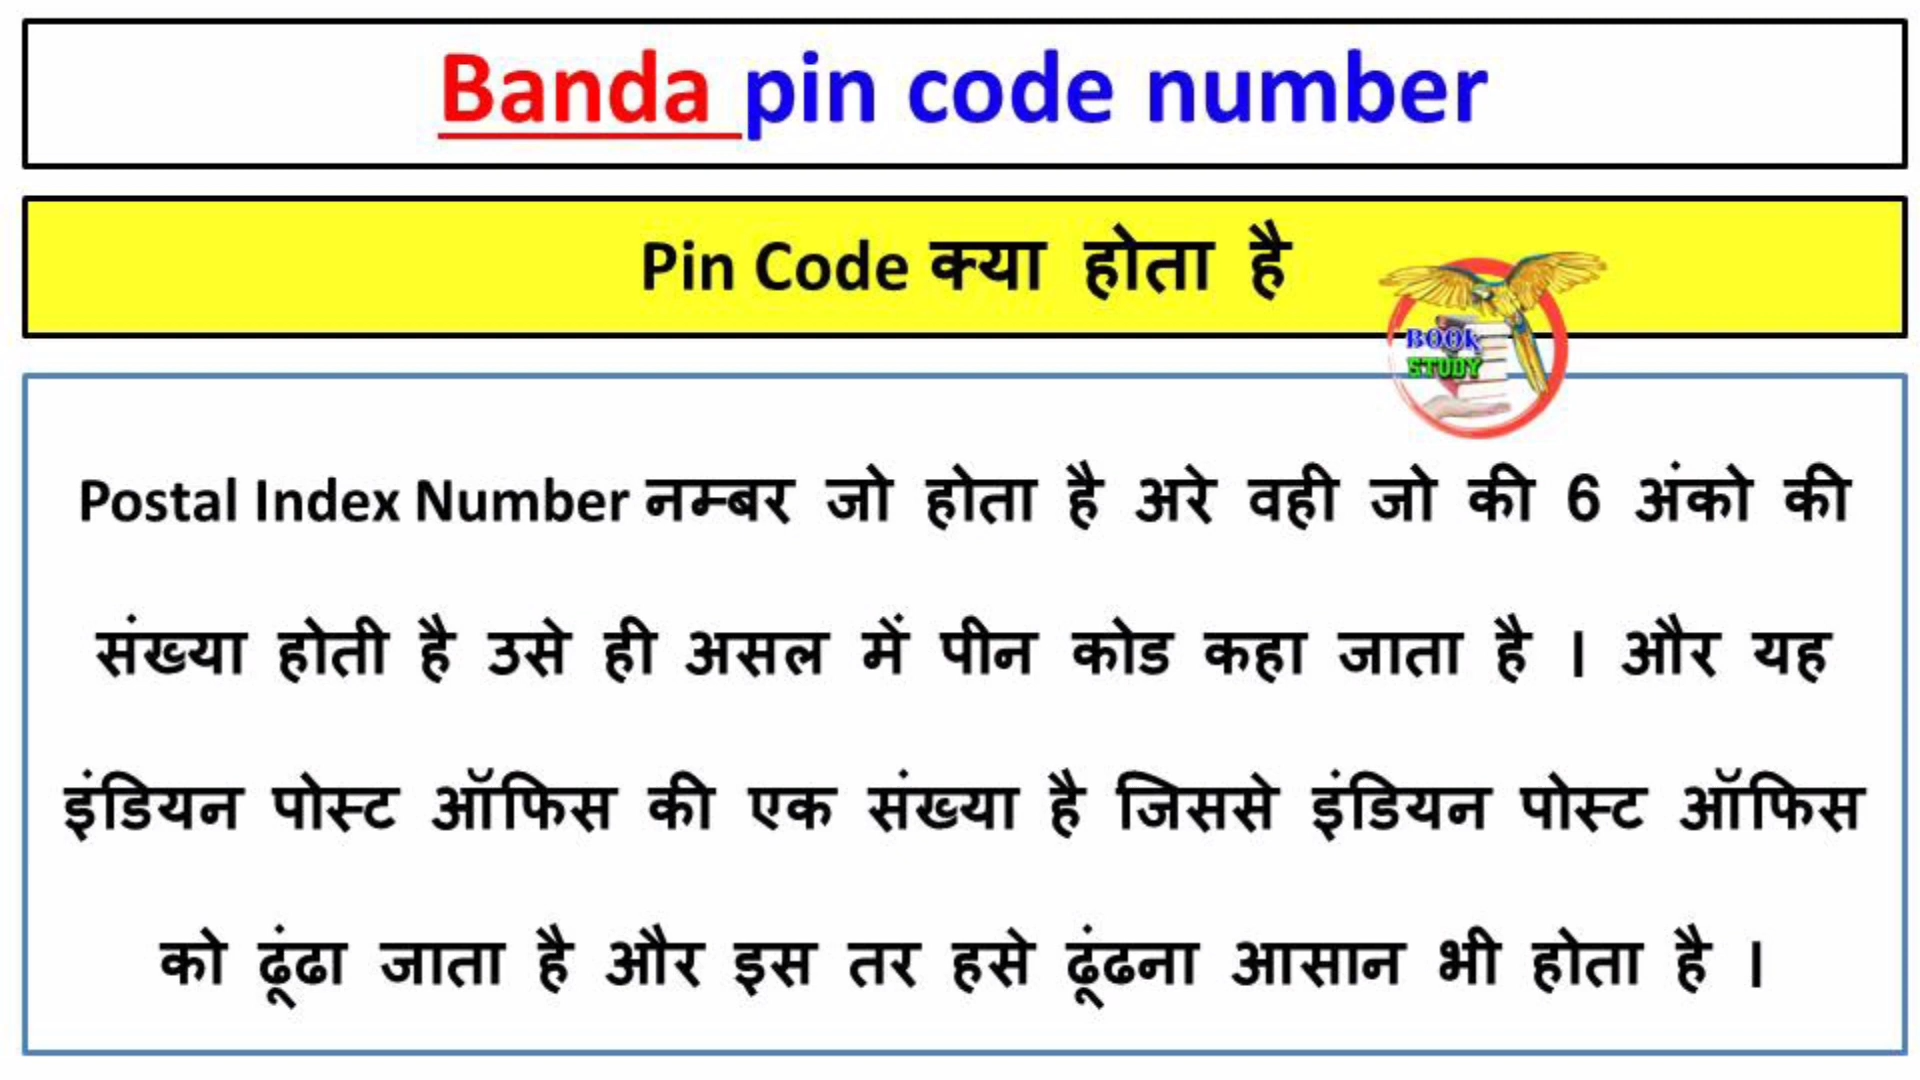 Banda pin code number
Pin Code क्या होता है
BOOK
STUDY
Postal Index Number नम्बर जो होता है अरे वही जो की 6 अंको की
संख्या होती है उसे ही असल में पीन कोड कहा जाता है । और यह
इंडियन पोस्ट ऑफिस की एक संख्या है जिससे इंडियन पोस्ट ऑफिस
को ढूंढा जाता है और इस तर हसे ढूंढना आसान भी होता है ।